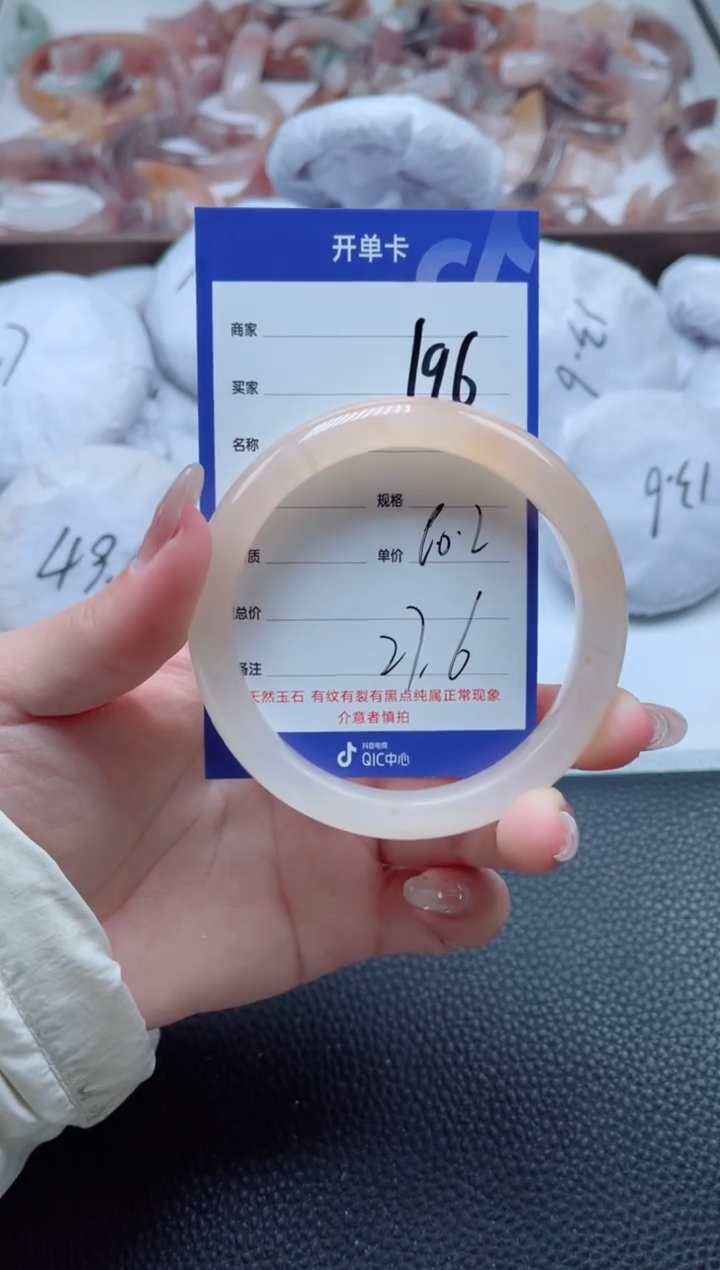 开单卡
商家
196
买家
名称
规格
质 单价 60.2
总价
27.6
备注
天然玉石 有纹有裂有黑点纯属正常现象
介意者慎拍
抖音电商
QIC中心
13.6
13.6